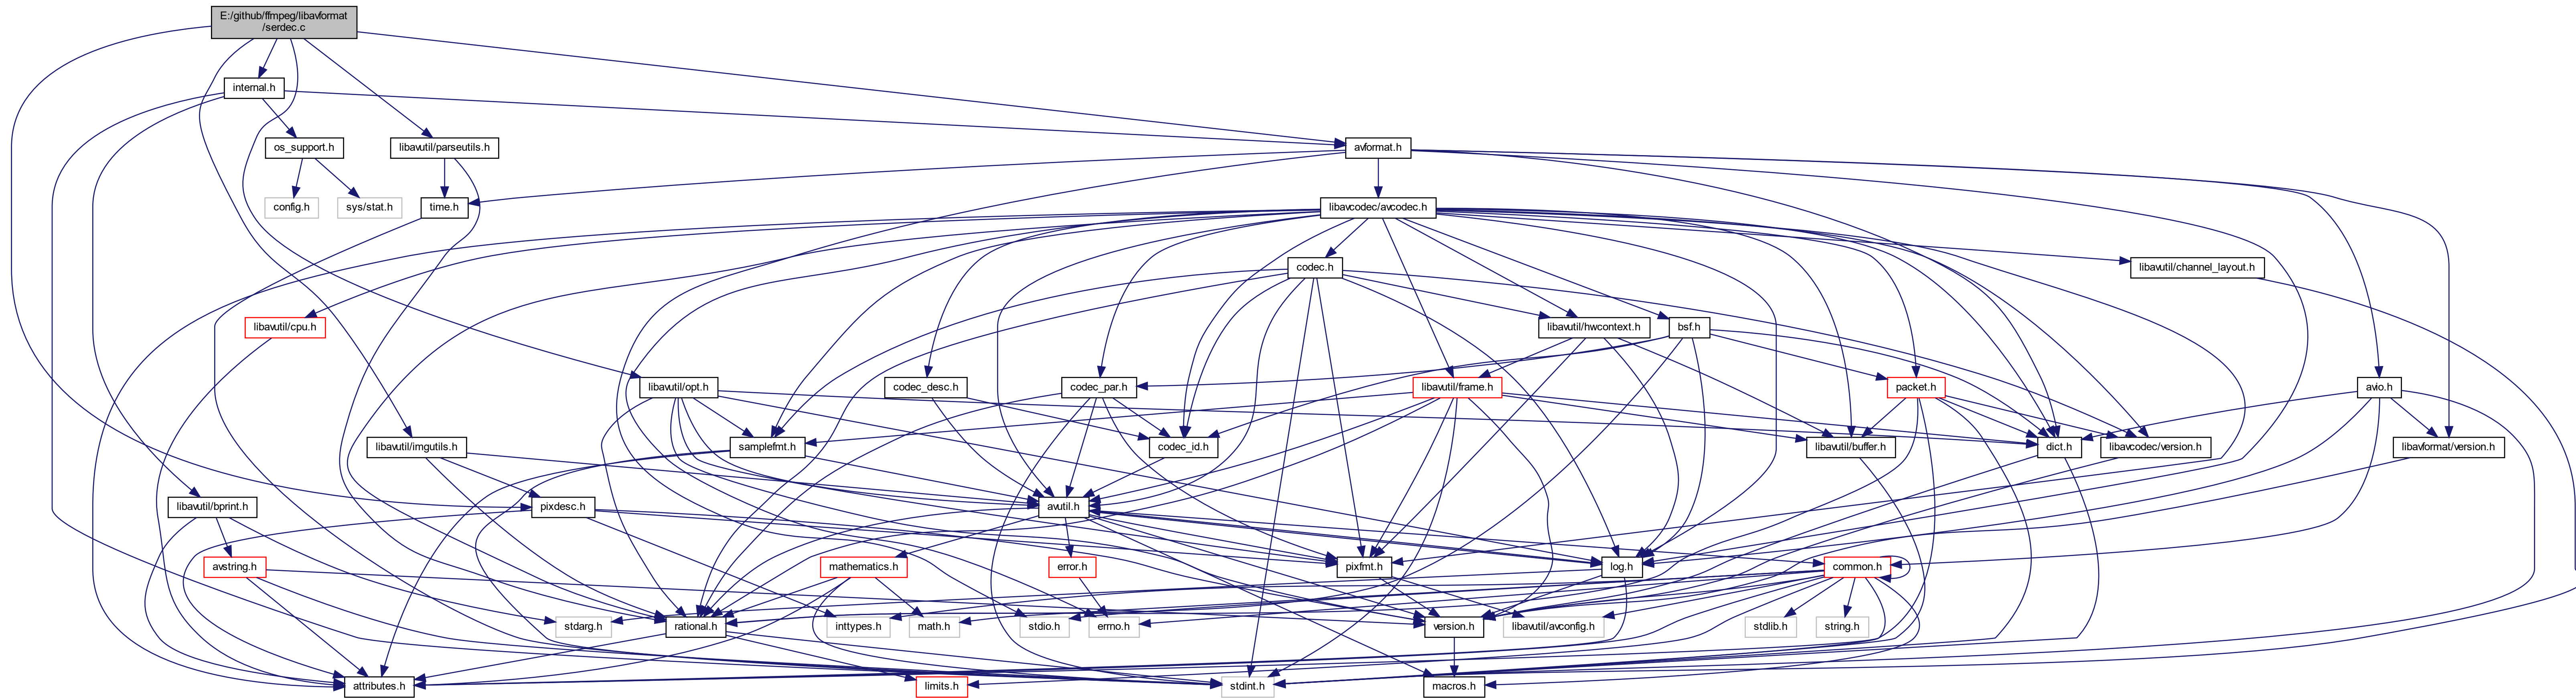 E:/github/ffmpeg/libavformat
/serdec.c
internal.h
os_support.h
libavutil/parseutils.h
avformat.h
config.h
sys/stat.h
time.h
libavcodec/avcodec.h
codec.h
libavutil/channel_layout.h
libavutil/cpu.h
libavutil/hwcontext.h
bsf.h
libavutil/opt.h
codec_desc.h
codec_par.h
libavutil/frame.h
packet.h
avio.h
libavutil/imgutils.h
samplefmt.h
codec_id.h
libavutil/buffer.h
dict.h
libavcodec/version.h
libavformat/version.h
libavutil/bprint.h
pixdesc.h
avutil.h
avstring.h
mathematics.h
error.h
pixfmt.h
log.h
common.h
stdarg.h
rational.h
inttypes.h
math.h
stdio.h
errno.h
version.h
libavutil/avconfig.h
stdlib.h
string.h
attributes.h
limits.h
stdint.h
macros.h